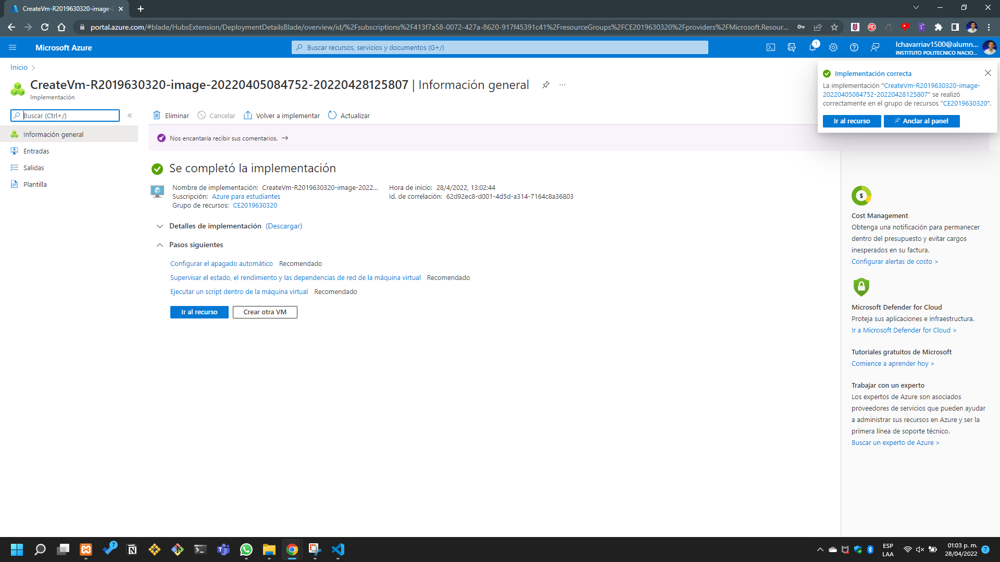 CreateVm-R2019630320-image-2
portal.azure.com/#blade/HubsExtension/DeploymentDetailsBlade/overview/id/%2Fsubscriptions%2F413f7a58-0072-427a-8620-917f45391c41%2FresourceGroups%2FCE2019630320%2Fproviders%2FMicrosoft.Resour...
Microsoft Azure
Buscar recursos, servicios y documentos (G+/)
1
lchavarriav1500@alumn...
INSTITUTO POLITECNICO NACIO...
Inicio
CreateVm-R2019630320-image-20220405084752-20220428125807 | Información general
Implementación
Implementación correcta
La implementación "CreateVm-R2019630320-image-
20220405084752-20220428125807" se realizó
correctamente en el grupo de recursos "CE2019630320".
Ir al recurso
Anclar al panel
Buscar (Ctrl+/)
Eliminar
Cancelar
Volver a implementar
Actualizar
Información general
Entradas
Salidas
Plantilla
Nos encantaría recibir sus comentarios.
Se completó la implementación
Nombre de implementación: CreateVm-R2019630320-image-2022...
Suscripción: Azure para estudiantes
Grupo de recursos: CE2019630320
Hora de inicio: 28/4/2022, 13:02:44
Id. de correlación: 62d92ec8-d001-4d5d-a314-7164c8a36803
Detalles de implementación (Descargar)
Pasos siguientes
Configurar el apagado automático Recomendado
Supervisar el estado, el rendimiento y las dependencias de red de la máquina virtual Recomendado
Ejecutar un script dentro de la máquina virtual Recomendado
Ir al recurso
Crear otra VM
Cost Management
Obtenga una notificación para permanecer
dentro del presupuesto y evitar cargos
inesperados en su factura.
Configurar alertas de costo >
Microsoft Defender for Cloud
Proteja sus aplicaciones e infraestructura.
Ir a Microsoft Defender for Cloud >
Tutoriales gratuitos de Microsoft
Comience a aprender hoy >
Trabajar con un experto
Los expertos de Azure son asociados
proveedores de servicios que pueden ayudar
a administrar sus recursos en Azure y ser la
primera línea de soporte técnico.
Buscar un experto de Azure >
7
ESP
LAA
01:03 p. m.
28/04/2022
7